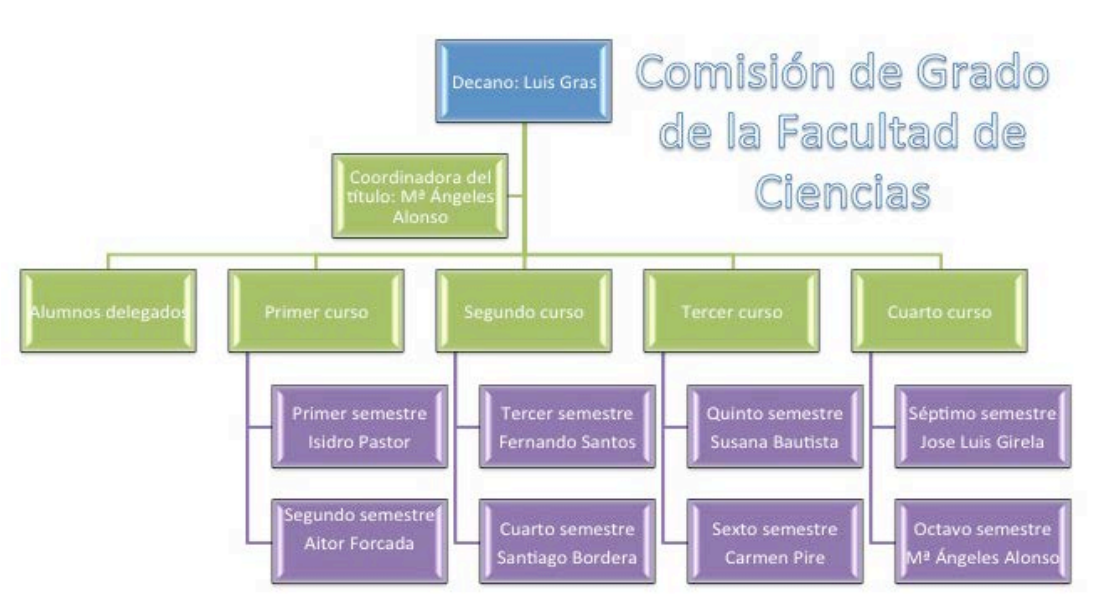 Decano: Luis Gras
Comisión de Grado
de la Facultad de
Ciencias
Coordinadora del
título: Mª Ángeles
Alonso
Alumnos delegados
Primer curso
Segundo curso
Tercer curso
Cuarto curso
Primer semestre
Isidro Pastor
Tercer semestre
Fernando Santos
Quinto semestre
Susana Bautista
Séptimo semestre
Jose Luis Girela
Segundo semestre
Aitor Forcada
Cuarto semestre
Santiago Bordera
Sexto semestre
Carmen Pire
Octavo semestre
Mª Ángeles Alonso